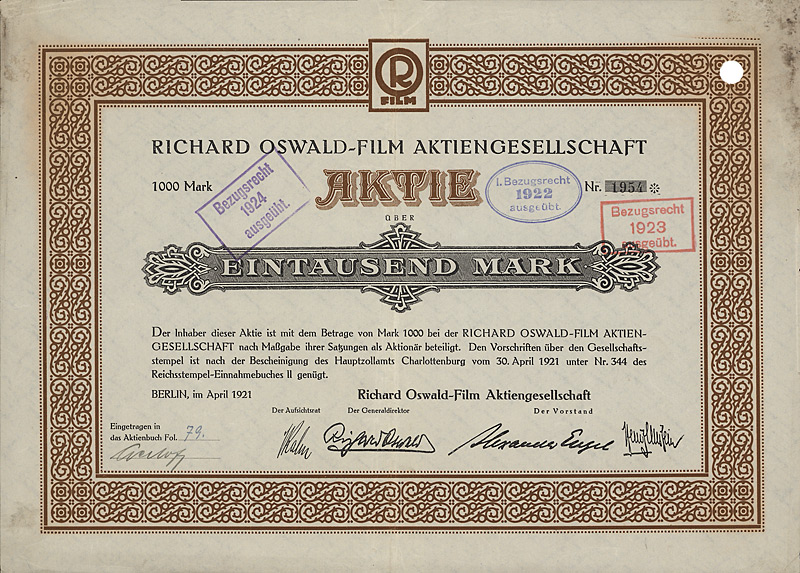 R
FILM
RICHARD OSWALD-FILM AKTIENGESELLSCHAFT
1000 Mark
AKTIE
Nr. 1954
Bezugsrecht
1924
ausgeübt.
I. Bezugsrecht
1922
ausgeübt.
Bezugsrecht
1923
ausgeübt.
ÜBER
EINTAUSEND MARK
Der Inhaber dieser Aktie ist mit dem Betrage von Mark 1000 bei der RICHARD OSWALD-FILM AKTIEN-
GESELLSCHAFT nach Maßgabe ihrer Satzungen als Aktionär beteiligt. Den Vorschriften über den Gesellschafts-
stempel ist nach der Bescheinigung des Hauptzollamts Charlottenburg vom 30. April 1921 unter Nr. 344 des
Reichsstempel-Einnahmebuches II genügt.
BERLIN, im April 1921
Richard Oswald-Film Aktiengesellschaft
Der Aufsichtsrat Der Generaldirektor Der Vorstand
Eingetragen in
das Aktienbuch Fol. 79.
Richard Oswald Alexander Engel